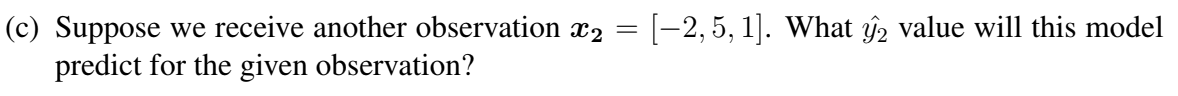 (c) Suppose we receive another observation x₂ = [−2, 5, 1]. What ŷ₂ value will this model
predict for the given observation?